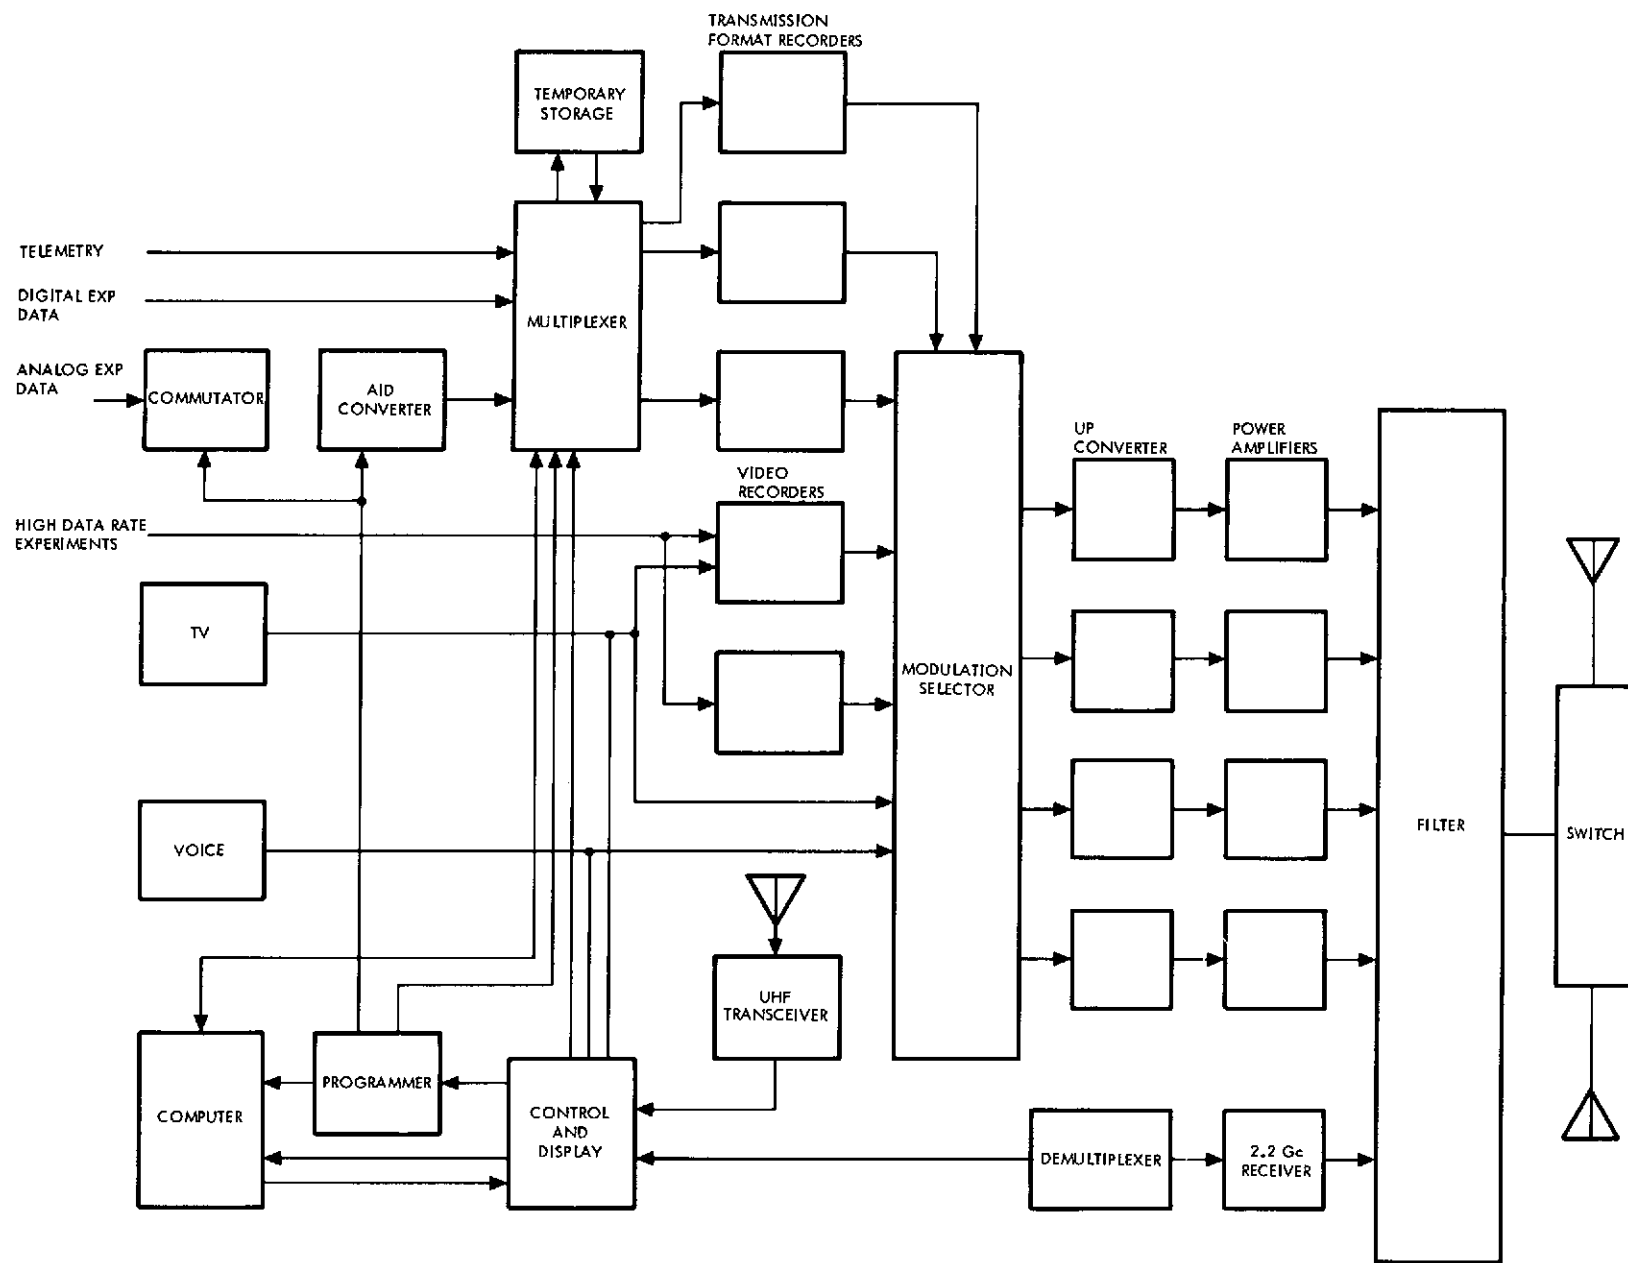 TRANSMISSION
FORMAT RECORDERS
TEMPORARY
STORAGE
TELEMETRY
DIGITAL EXP
DATA
MULTIPLEXER
ANALOG EXP
DATA
COMMUTATOR
AID
CONVERTER
UP
CONVERTER
POWER
AMPLIFIERS
VIDEO
RECORDERS
HIGH DATA RATE
EXPERIMENTS
TV
MODULATION
SELECTOR
VOICE
FILTER
SWITCH
UHF
TRANSCEIVER
PROGRAMMER
COMPUTER
CONTROL
AND
DISPLAY
DEMULTIPLEXER
2.2 Gc
RECEIVER